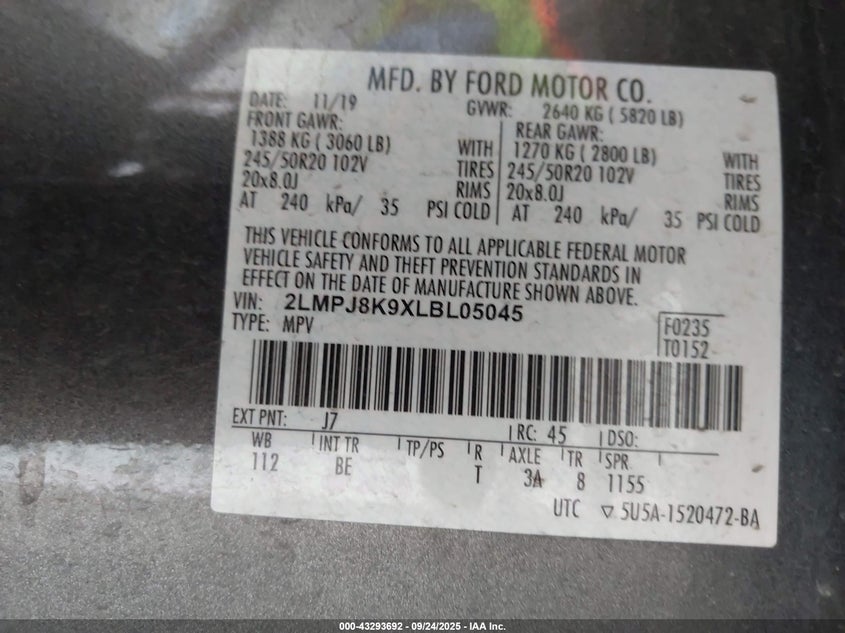 MFD. BY FORD MOTOR CO.
DATE: 11/19 GVWR: 2640 KG ( 5820 LB)
FRONT GAWR:
1388 KG ( 3060 LB) WITH
245/50R20 102V TIRES
20x8.0J RIMS
AT 240 kPa/ 35 PSI COLD
REAR GAWR:
1270 KG ( 2800 LB) WITH
245/50R20 102V TIRES
20x8.0J RIMS
AT 240 kPa/ 35 PSI COLD
THIS VEHICLE CONFORMS TO ALL APPLICABLE FEDERAL MOTOR
VEHICLE SAFETY AND THEFT PREVENTION STANDARDS IN
EFFECT ON THE DATE OF MANUFACTURE SHOWN ABOVE.
VIN: 2LMPJ8K9XLBL05045
TYPE: MPV
F0235
T0152
EXT PNT: J7 RC: 45 DSO:
WB INT TR TP/PS R AXLE TR SPR
112 BE T 3A 8 1155
UTC ▽ 5U5A-1520472-BA
000-43293692 - 09/24/2025 - IAA Inc.